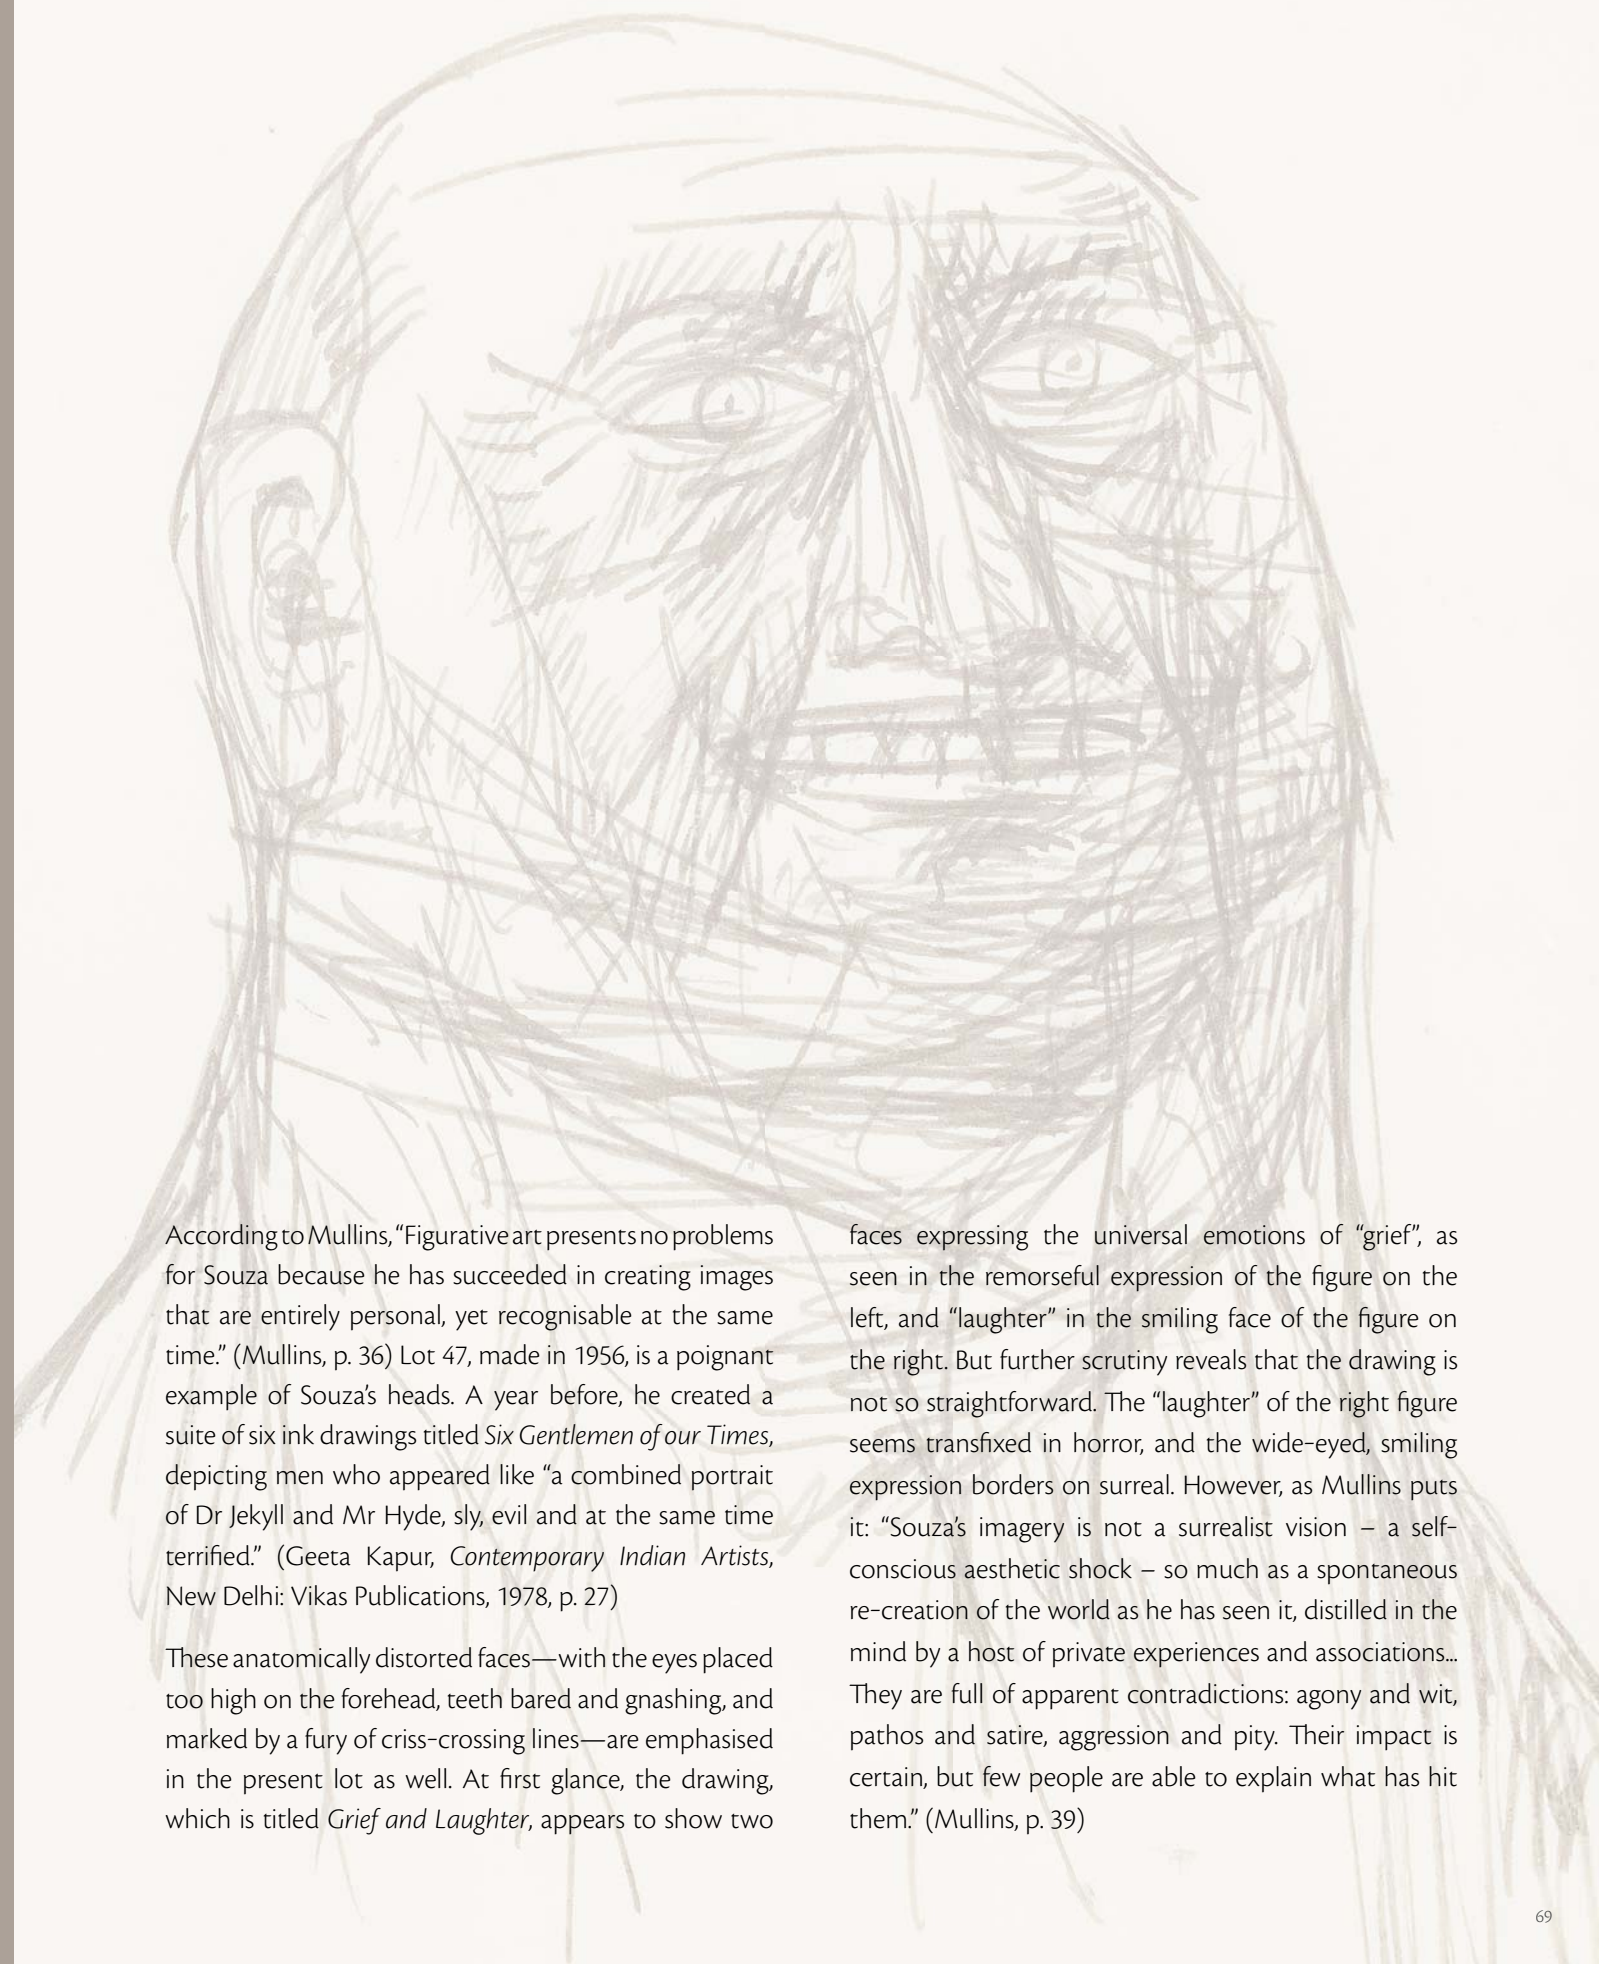 According to Mullins, “Figurative art presents no problems
for Souza because he has succeeded in creating images
that are entirely personal, yet recognisable at the same
time.” (Mullins, p. 36) Lot 47, made in 1956, is a poignant
example of Souza’s heads. A year before, he created a
suite of six ink drawings titled Six Gentlemen of our Times,
depicting men who appeared like “a combined portrait
of Dr Jekyll and Mr Hyde, sly, evil and at the same time
terrified.” (Geeta Kapur, Contemporary Indian Artists,
New Delhi: Vikas Publications, 1978, p. 27)
These anatomically distorted faces—with the eyes placed
too high on the forehead, teeth bared and gnashing, and
marked by a fury of criss-crossing lines—are emphasised
in the present lot as well. At first glance, the drawing,
which is titled Grief and Laughter, appears to show two
faces expressing the universal emotions of “grief”, as
seen in the remorseful expression of the figure on the
left, and “laughter” in the smiling face of the figure on
the right. But further scrutiny reveals that the drawing is
not so straightforward. The “laughter” of the right figure
seems transfixed in horror, and the wide-eyed, smiling
expression borders on surreal. However, as Mullins puts
it: “Souza’s imagery is not a surrealist vision – a self-
conscious aesthetic shock – so much as a spontaneous
re-creation of the world as he has seen it, distilled in the
mind by a host of private experiences and associations...
They are full of apparent contradictions: agony and wit,
pathos and satire, aggression and pity. Their impact is
certain, but few people are able to explain what has hit
them.” (Mullins, p. 39)
69